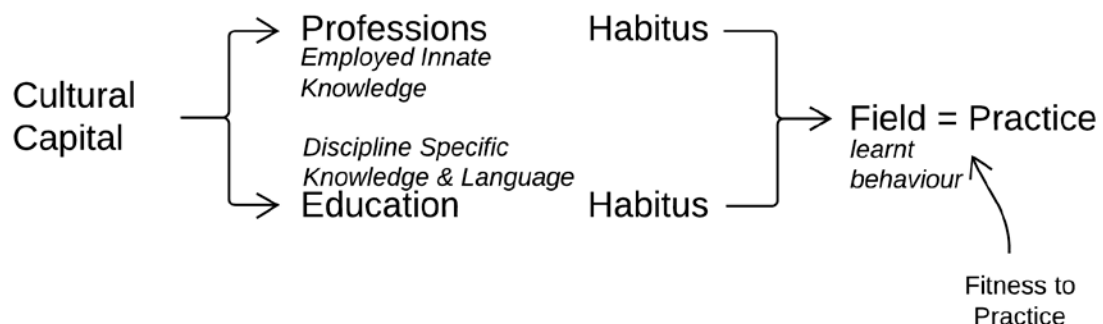 Cultural
Capital
Professions
Employed Innate
Knowledge
Habitus
Discipline Specific
Knowledge & Language
Education
Habitus
Field = Practice
learnt
behaviour
Fitness to
Practice